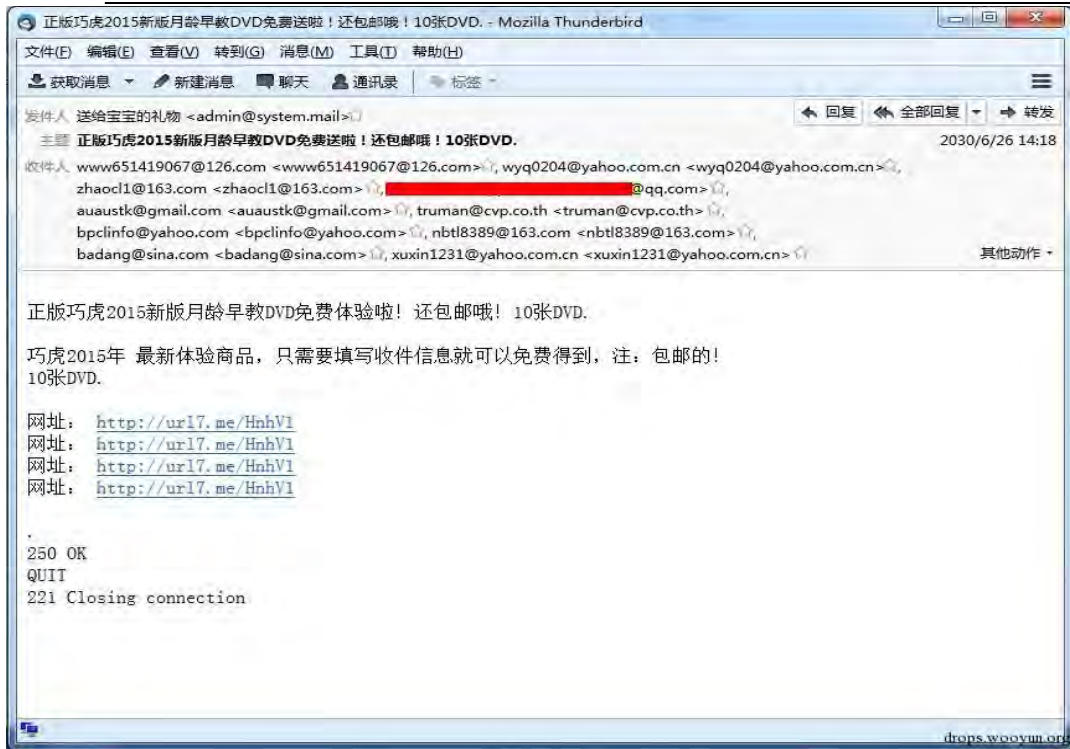 正版巧虎2015新版月龄早教DVD免费送啦！还包邮哦！10张DVD. - Mozilla Thunderbird
文件(F) 编辑(E) 查看(V) 转到(G) 消息(M) 工具(T) 帮助(H)
获取消息 新建消息 聊天 通讯录 标签
发件人 送给宝宝的礼物 <admin@system.mail> 回复 全部回复 转发
主题 正版巧虎2015新版月龄早教DVD免费送啦！还包邮哦！10张DVD. 2030/6/26 14:18
收件人 www651419067@126.com <www651419067@126.com>, wyq0204@yahoo.com.cn <wyq0204@yahoo.com.cn>,
zhaocl1@163.com <zhaocl1@163.com>, @qq.com>,
auaustk@gmail.com <auaustk@gmail.com>, truman@cvp.co.th <truman@cvp.co.th>,
bpclinfo@yahoo.com <bpclinfo@yahoo.com>, nbtl8389@163.com <nbtl8389@163.com>,
badang@sina.com <badang@sina.com>, xuxin1231@yahoo.com.cn <xuxin1231@yahoo.com.cn> 其他动作
正版巧虎2015新版月龄早教DVD免费体验啦！还包邮哦！10张DVD.
巧虎2015年 最新体验商品，只需要填写收件信息就可以免费得到，注：包邮的！
10张DVD.
网址： http://url7.me/HnhV1
网址： http://url7.me/HnhV1
网址： http://url7.me/HnhV1
网址： http://url7.me/HnhV1
.
250 OK
QUIT
221 Closing connection
drops.wooyun.org